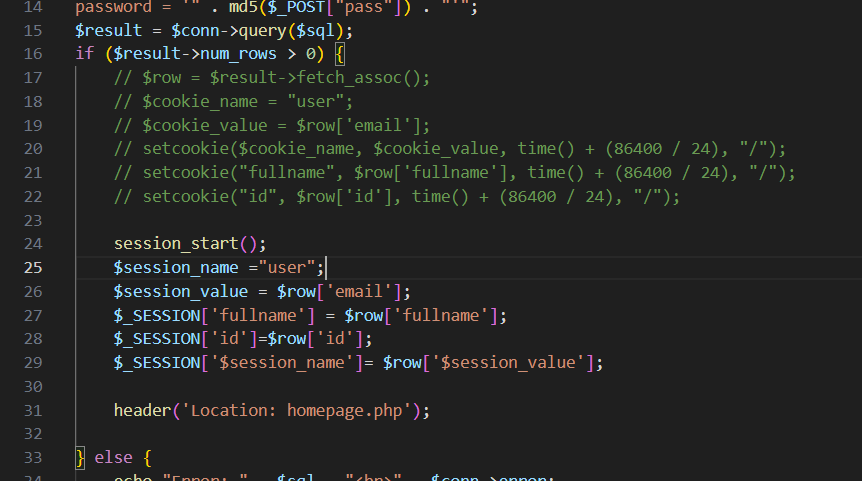 14 password = '" . md5($_POST["pass"]) . "'";
15 $result = $conn->query($sql);
16 if ($result->num_rows > 0) {
17 // $row = $result->fetch_assoc();
18 // $cookie_name = "user";
19 // $cookie_value = $row['email'];
20 // setcookie($cookie_name, $cookie_value, time() + (86400 / 24), "/");
21 // setcookie("fullname", $row['fullname'], time() + (86400 / 24), "/");
22 // setcookie("id", $row['id'], time() + (86400 / 24), "/");
23
24 session_start();
25 $session_name ="user";
26 $session_value = $row['email'];
27 $_SESSION['fullname'] = $row['fullname'];
28 $_SESSION['id']=$row['id'];
29 $_SESSION['$session_name']= $row['$session_value'];
30
31 header('Location: homepage.php');
32
33 } else {
34 echo "Error: " . $sql . "<br>" . $conn->error;